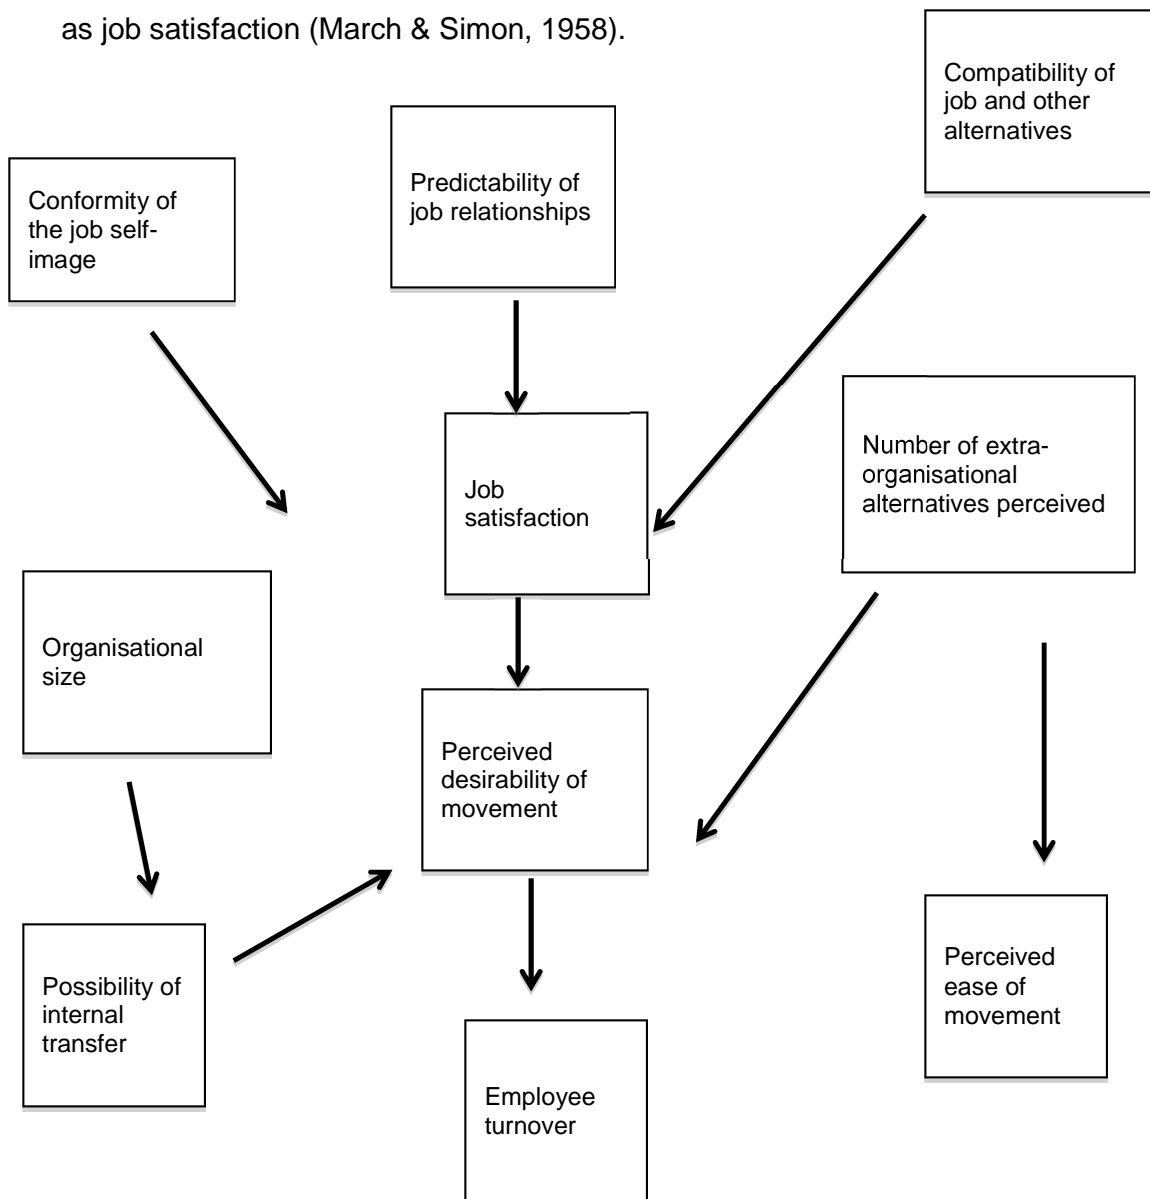 as job satisfaction (March & Simon, 1958).
Compatibility of
job and other
alternatives
Predictability of
job relationships
Conformity of
the job self-
image
Number of extra-
organisational
alternatives perceived
Job
satisfaction
Organisational
size
Perceived
desirability of
movement
Possibility of
internal
transfer
Perceived
ease of
movement
Employee
turnover